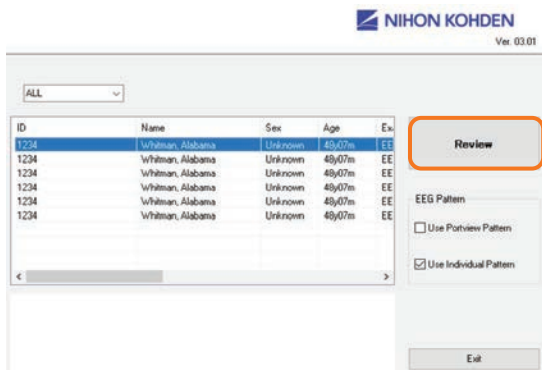 NIHON KOHDEN
Ver. 03.01
ALL
ID Name Sex Age Ex
1234 Whitman, Alabama Unknown 48y07m EE
1234 Whitman, Alabama Unknown 48y07m EE
1234 Whitman, Alabama Unknown 48y07m EE
1234 Whitman, Alabama Unknown 48y07m EE
1234 Whitman, Alabama Unknown 48y07m EE
1234 Whitman, Alabama Unknown 48y07m EE
Review
EEG Pattern
Use Portview Pattern
Use Individual Pattern
Exit